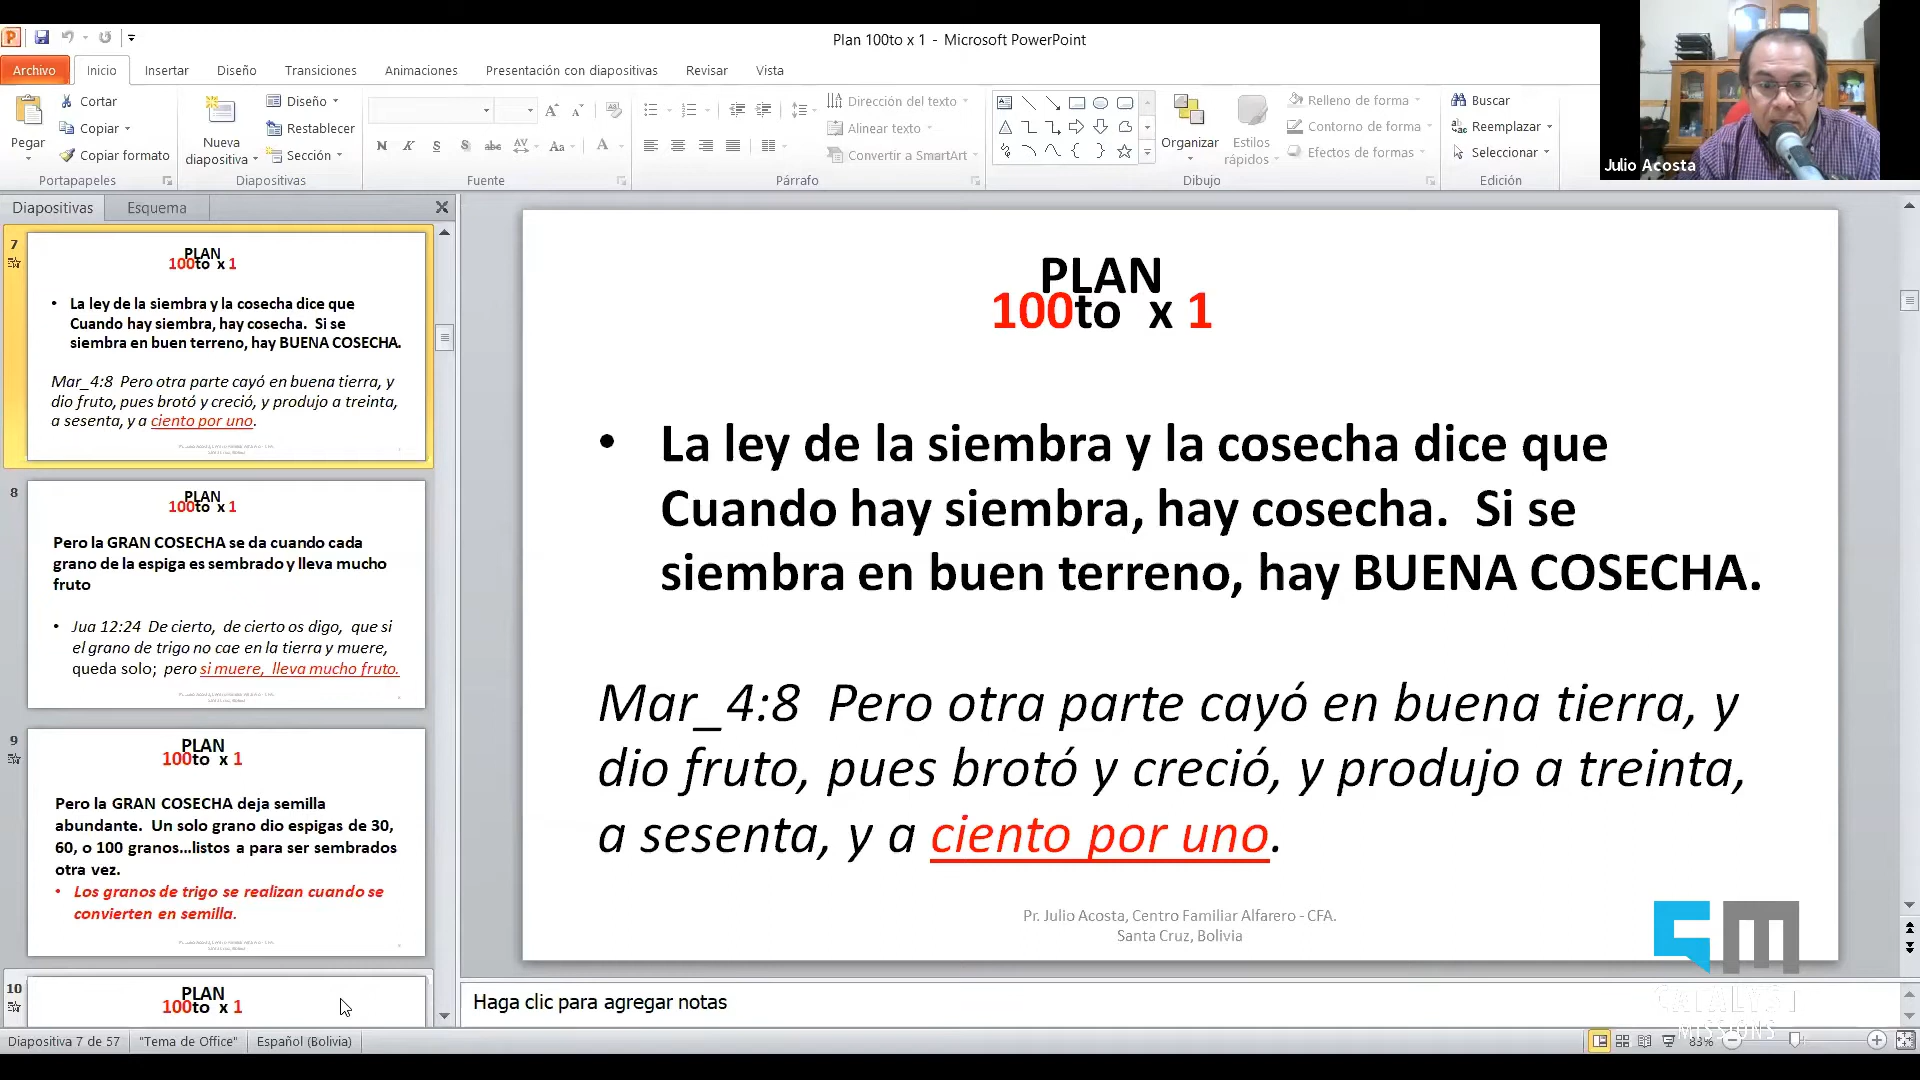 Plan 100to x 1 - Microsoft PowerPoint
Archivo Inicio Insertar Diseño Transiciones Animaciones Presentación con diapositivas Revisar Vista
Pegar
Cortar
Copiar
Copiar formato
Portapapeles
Nueva
diapositiva
Diseño
Restablecer
Sección
Diapositivas
N K S S abc AV Aa A
Fuente
Dirección del texto
Alinear texto
Convertir a SmartArt
Párrafo
Organizar
Estilos
rápidos
Relleno de forma
Contorno de forma
Efectos de formas
Dibujo
Buscar
Reemplazar
Seleccionar
Edición
Julio Acosta
Diapositivas Esquema
7
PLAN
100to x 1
• La ley de la siembra y la cosecha dice que
Cuando hay siembra, hay cosecha. Si se
siembra en buen terreno, hay BUENA COSECHA.
Mar_4:8 Pero otra parte cayó en buena tierra, y
dio fruto, pues brotó y creció, y produjo a treinta,
a sesenta, y a ciento por uno.
8
PLAN
100to x 1
Pero la GRAN COSECHA se da cuando cada
grano de la espiga es sembrado y lleva mucho
fruto
• Jua 12:24 De cierto, de cierto os digo, que si
el grano de trigo no cae en la tierra y muere,
queda solo; pero si muere, lleva mucho fruto.
9
PLAN
100to x 1
Pero la GRAN COSECHA deja semilla
abundante. Un solo grano dio espigas de 30,
60, o 100 granos...listos a para ser sembrados
otra vez.
• Los granos de trigo se realizan cuando se
convierten en semilla.
10
PLAN
100to x 1
PLAN
100to x 1
• La ley de la siembra y la cosecha dice que
Cuando hay siembra, hay cosecha. Si se
siembra en buen terreno, hay BUENA COSECHA.
Mar_4:8 Pero otra parte cayó en buena tierra, y
dio fruto, pues brotó y creció, y produjo a treinta,
a sesenta, y a ciento por uno.
Pr. Julio Acosta, Centro Familiar Alfarero - CFA.
Santa Cruz, Bolivia
CATALYST
MISSIONS
Haga clic para agregar notas
Diapositiva 7 de 57 "Tema de Office" Español (Bolivia) 83%